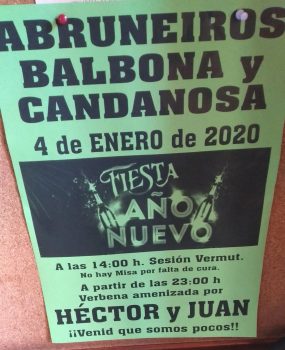 ABRUNEIROS
BALBONA y
CANDANOSA
4 de ENERO de 2020
FIESTA
AÑO
NUEVO
A las 14:00 h. Sesión Vermut.
No hay Misa por falta de cura.
A partir de las 23:00 h
Verbena amenizada por
HÉCTOR y JUAN
¡¡Venid que somos pocos!!